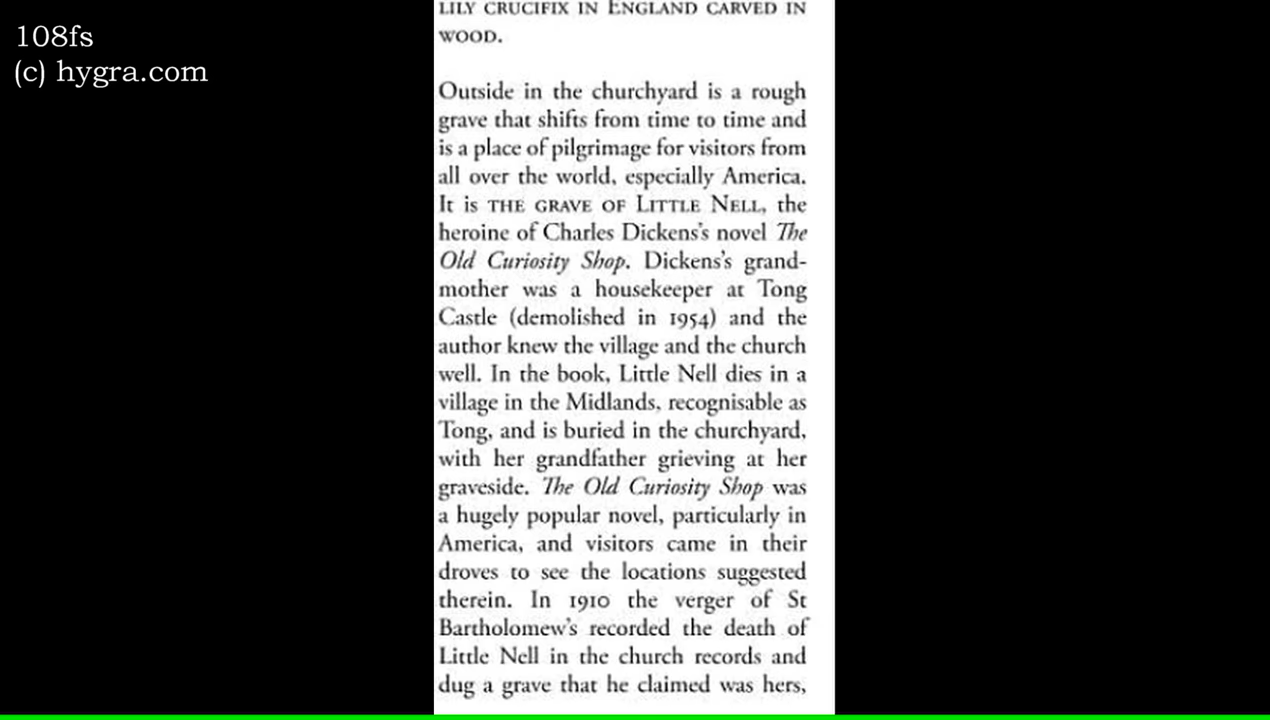 108fs
(c) hygra.com
LILY CRUCIFIX IN ENGLAND CARVED IN
WOOD.
Outside in the churchyard is a rough
grave that shifts from time to time and
is a place of pilgrimage for visitors from
all over the world, especially America.
It is THE GRAVE OF LITTLE NELL, the
heroine of Charles Dickens's novel The
Old Curiosity Shop. Dickens's grand-
mother was a housekeeper at Tong
Castle (demolished in 1954) and the
author knew the village and the church
well. In the book, Little Nell dies in a
village in the Midlands, recognisable as
Tong, and is buried in the churchyard,
with her grandfather grieving at her
graveside. The Old Curiosity Shop was
a hugely popular novel, particularly in
America, and visitors came in their
droves to see the locations suggested
therein. In 1910 the verger of St
Bartholomew's recorded the death of
Little Nell in the church records and
dug a grave that he claimed was hers,